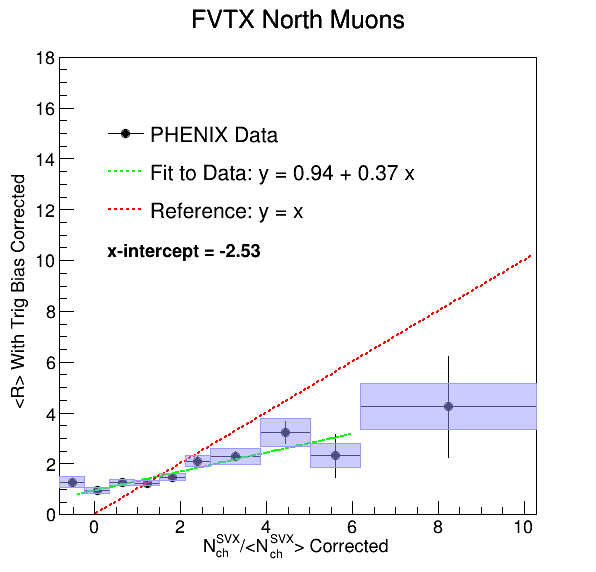 FVTX North Muons
<R> With Trig Bias Corrected
18
16
14
12
10
8
6
4
2
0
PHENIX Data
Fit to Data: y = 0.94 + 0.37 x
Reference: y = x
x-intercept = -2.53
0 2 4 6 8 10
N_ch^SVX/<N_ch^SVX> Corrected